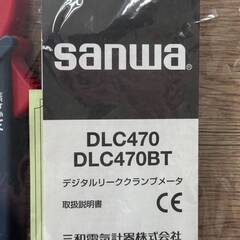 sanwa®
DLC470
DLC470BT
デジタルリーククランプメータ
取扱説明書
CE
三和電気計器株式会社